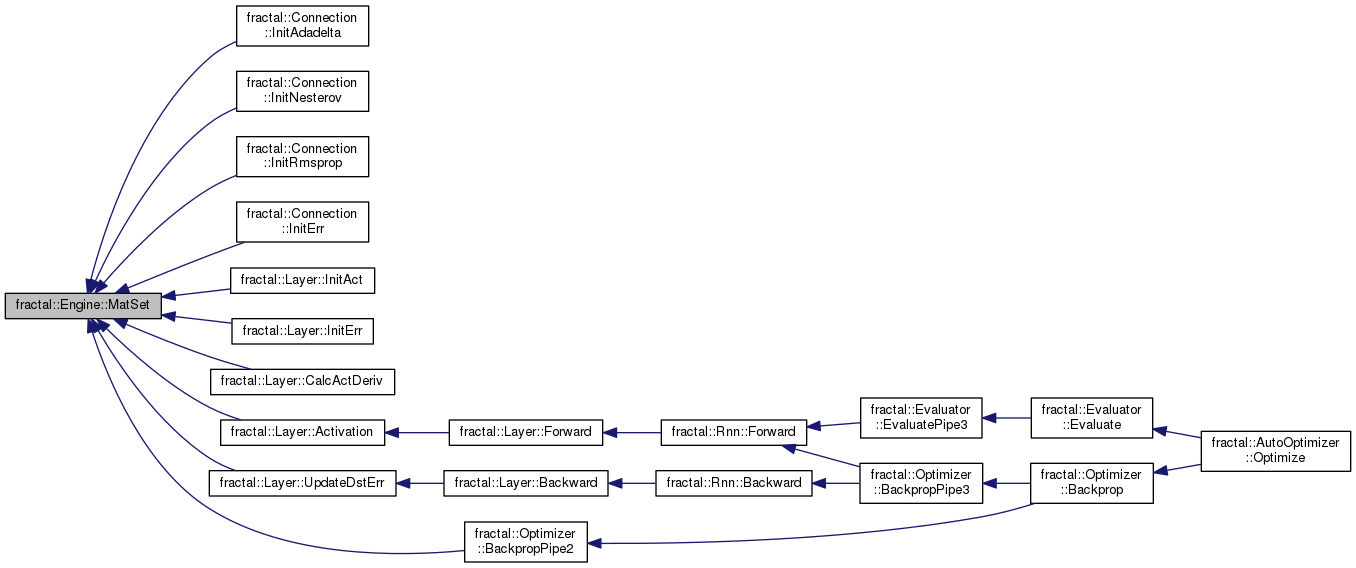 fractal::Connection
::InitAdadelta
fractal::Connection
::InitNesterov
fractal::Connection
::InitRmsprop
fractal::Connection
::InitErr
fractal::Layer::InitAct
fractal::Engine::MatSet
fractal::Layer::InitErr
fractal::Layer::CalcActDeriv
fractal::Layer::Activation
fractal::Layer::Forward
fractal::Rnn::Forward
fractal::Evaluator
::EvaluatePipe3
fractal::Evaluator
::Evaluate
fractal::AutoOptimizer
::Optimize
fractal::Layer::UpdateDstErr
fractal::Layer::Backward
fractal::Rnn::Backward
fractal::Optimizer
::BackpropPipe3
fractal::Optimizer
::Backprop
fractal::Optimizer
::BackpropPipe2